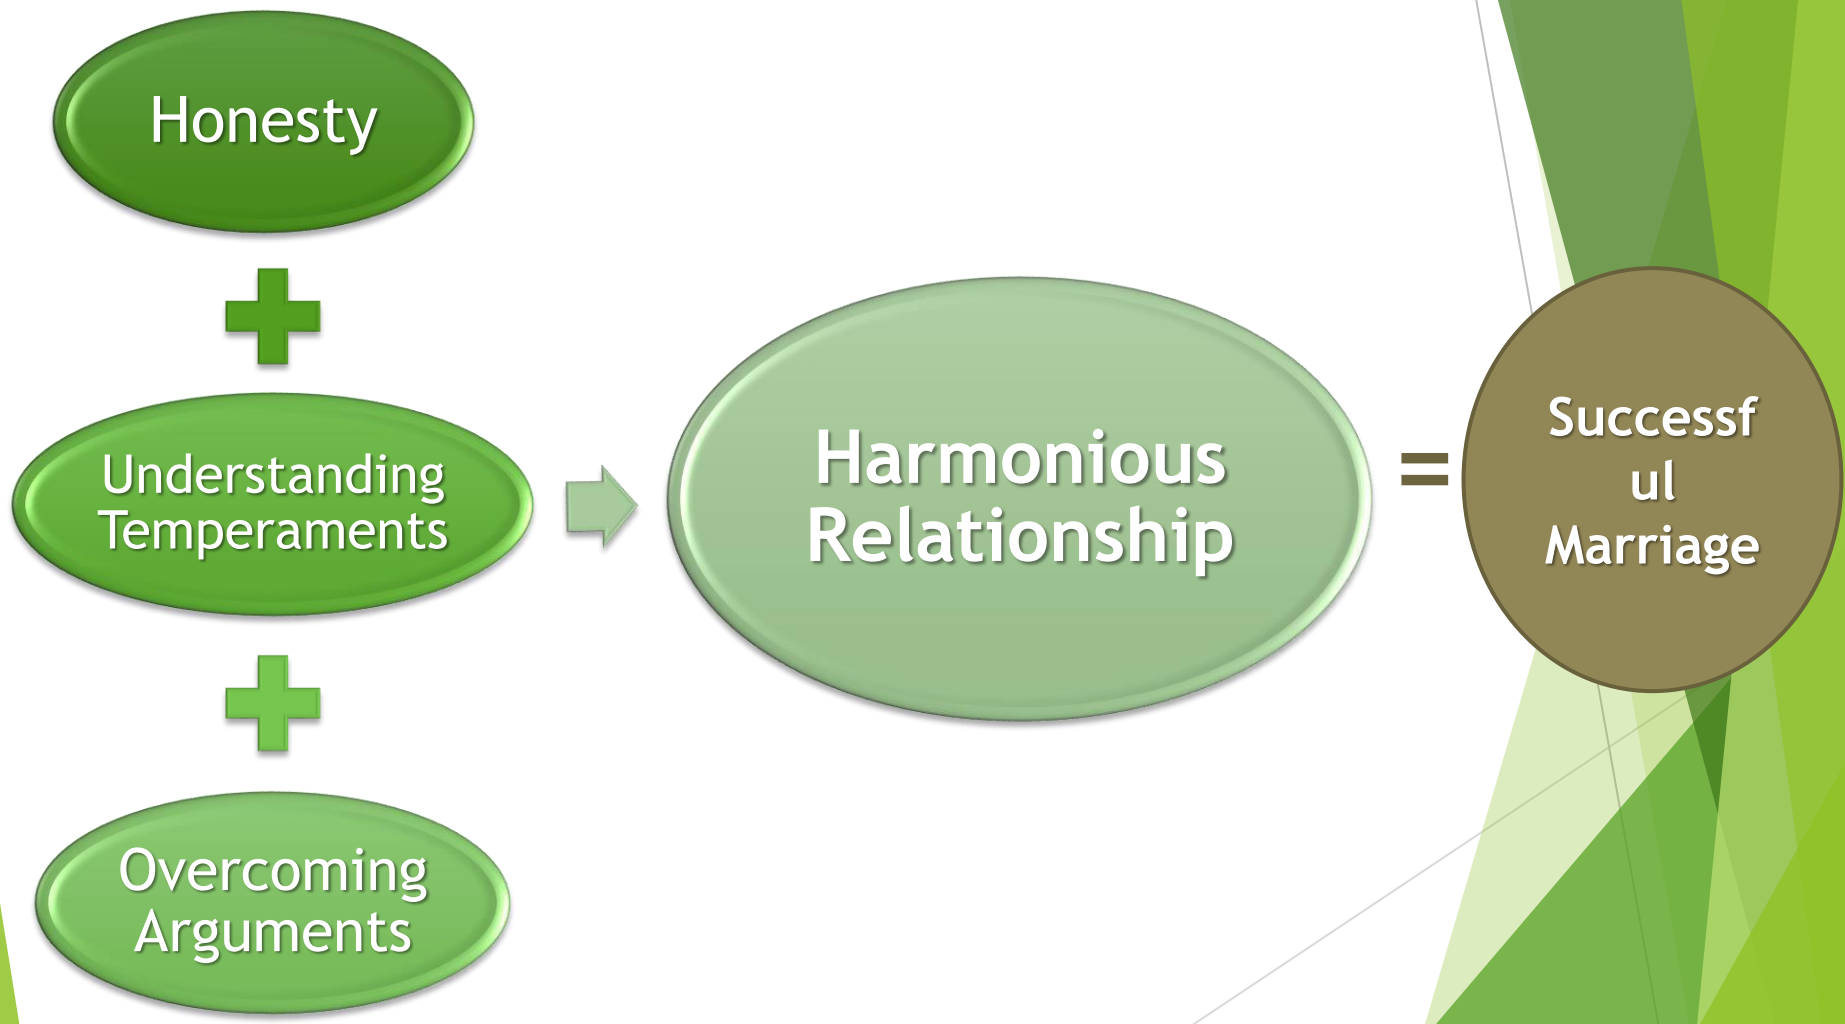 Honesty
Understanding
Temperaments
Overcoming
Arguments
Harmonious
Relationship
=
Successf
ul
Marriage